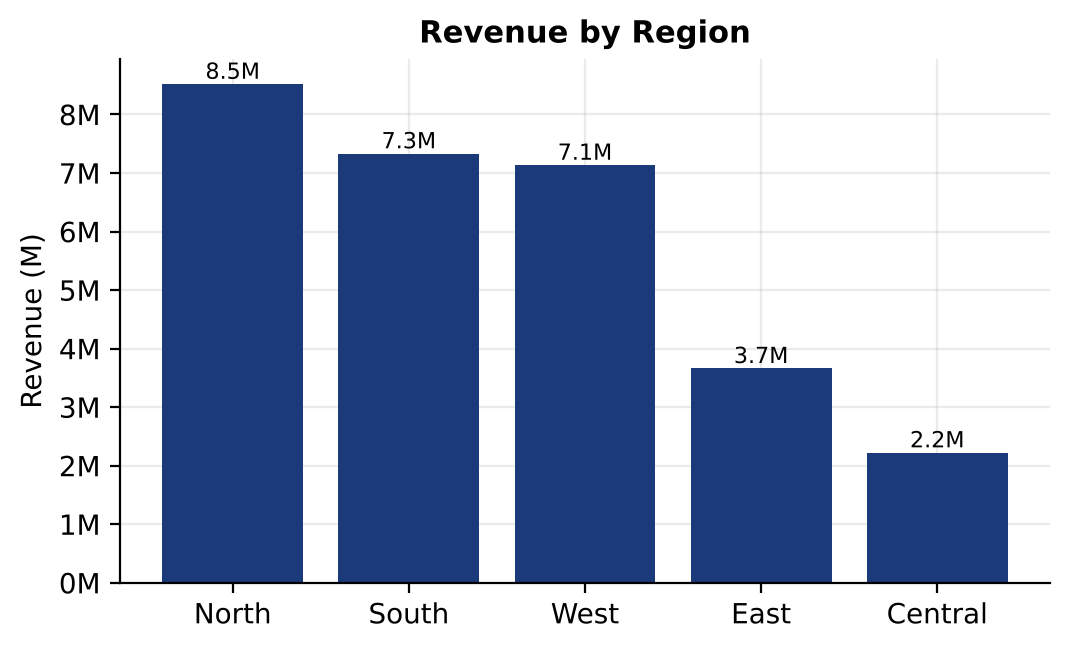 Revenue by Region
Revenue (M)
8M
7M
6M
5M
4M
3M
2M
1M
0M
8.5M
7.3M
7.1M
3.7M
2.2M
North
South
West
East
Central